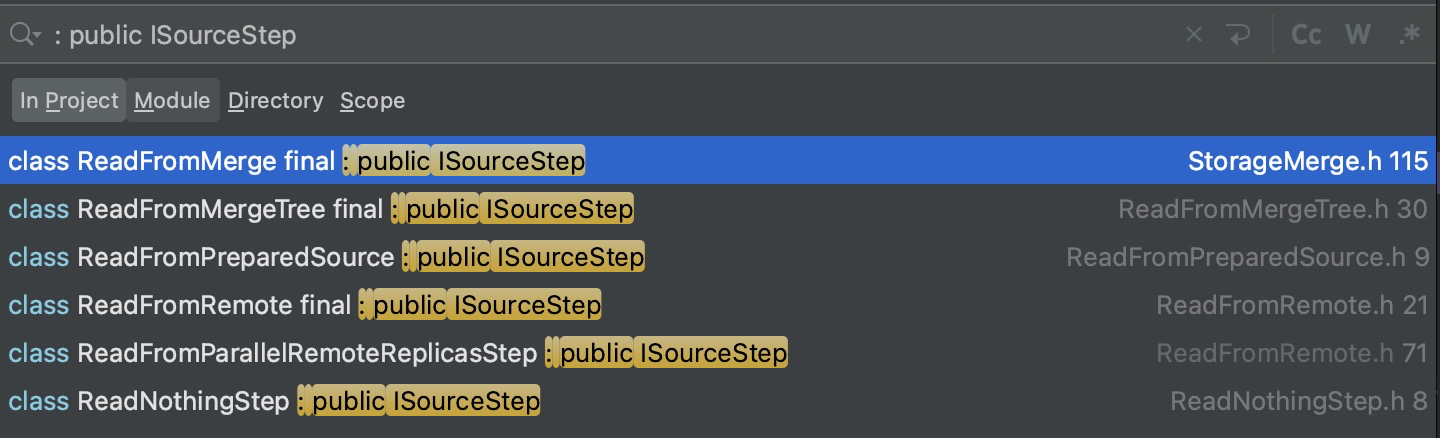 : public ISourceStep Cc W .*
In Project Module Directory Scope
class ReadFromMerge final : public ISourceStep StorageMerge.h 115
class ReadFromMergeTree final : public ISourceStep ReadFromMergeTree.h 30
class ReadFromPreparedSource : public ISourceStep ReadFromPreparedSource.h 9
class ReadFromRemote final : public ISourceStep ReadFromRemote.h 21
class ReadFromParallelRemoteReplicasStep : public ISourceStep ReadFromRemote.h 71
class ReadNothingStep : public ISourceStep ReadNothingStep.h 8